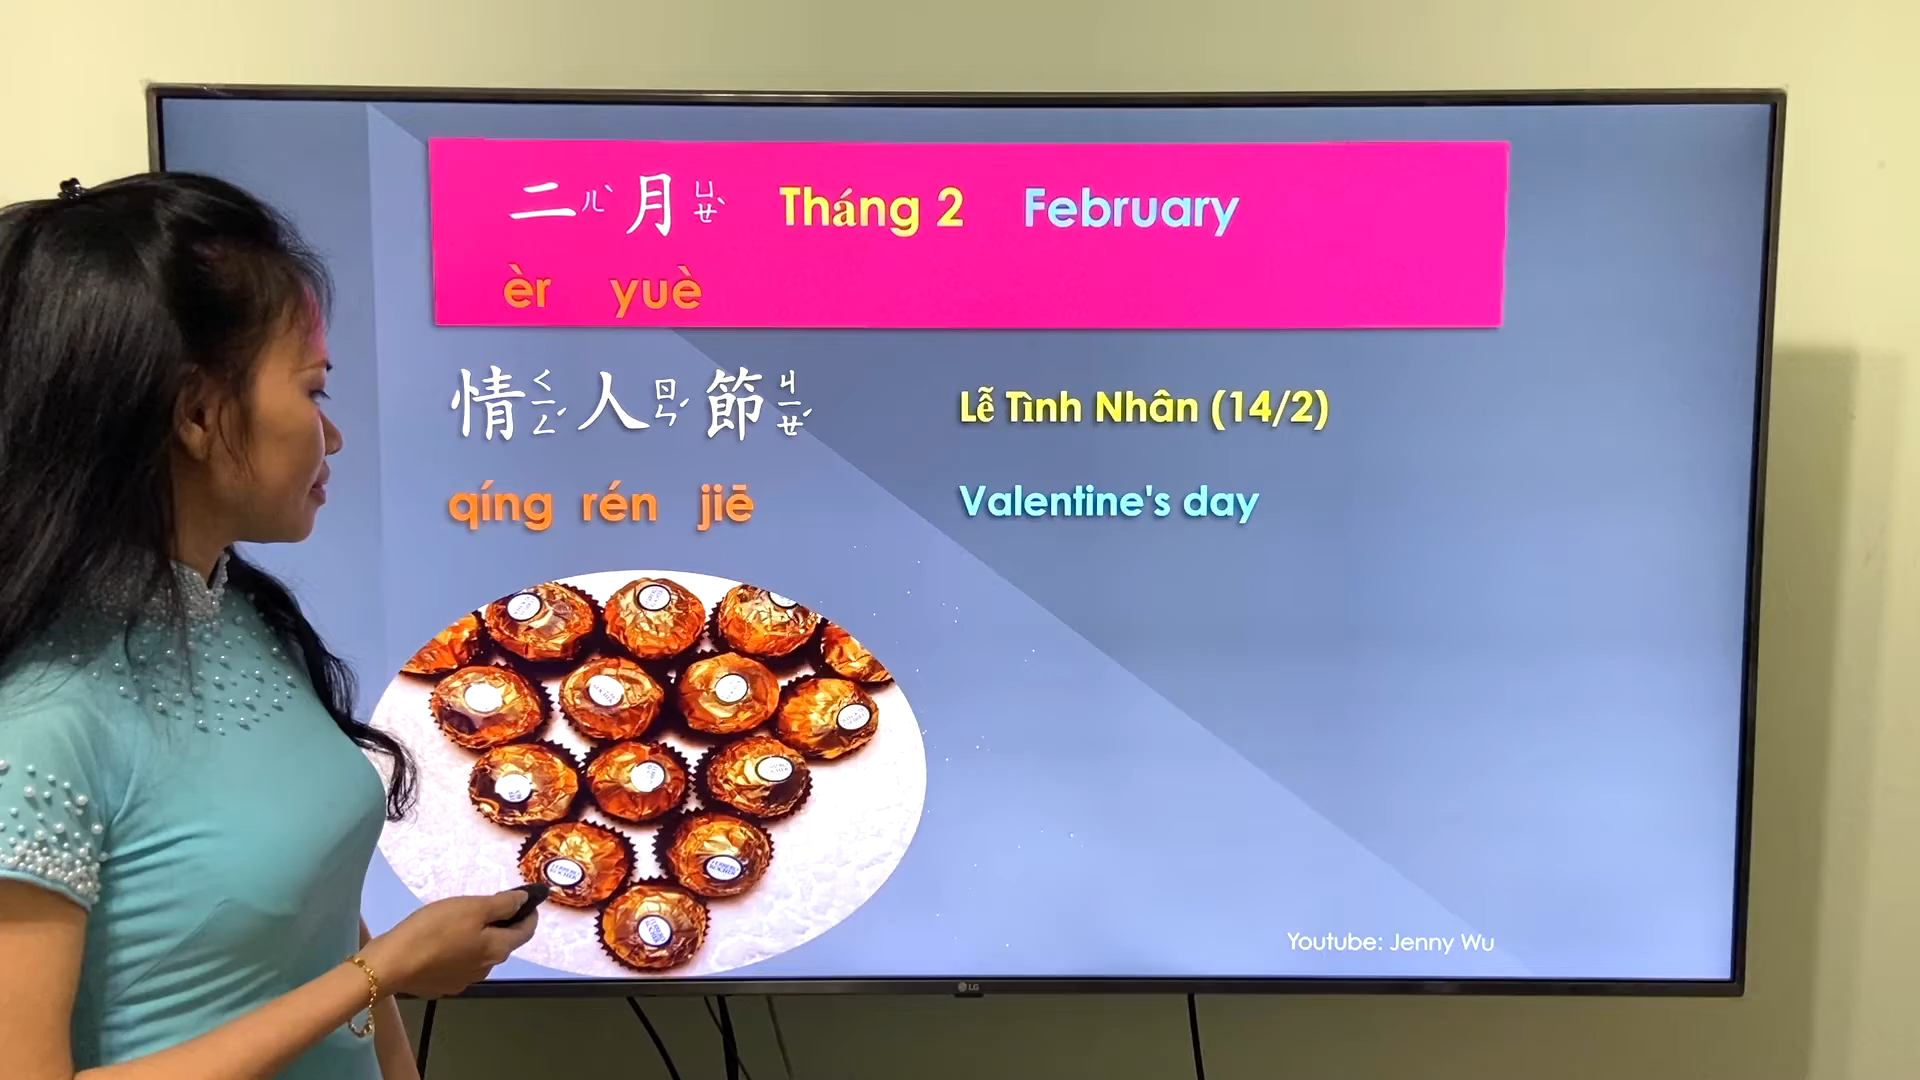 二ㄦˋ月ㄩㄝˋ Tháng 2 February
èr yuè
情ㄑㄧㄥˊ人ㄖㄣˊ節ㄐㄧㄝˊ Lễ Tình Nhân (14/2)
qíng rén jiē Valentine's day
FERRERO ROCHER
Youtube: Jenny Wu
LG